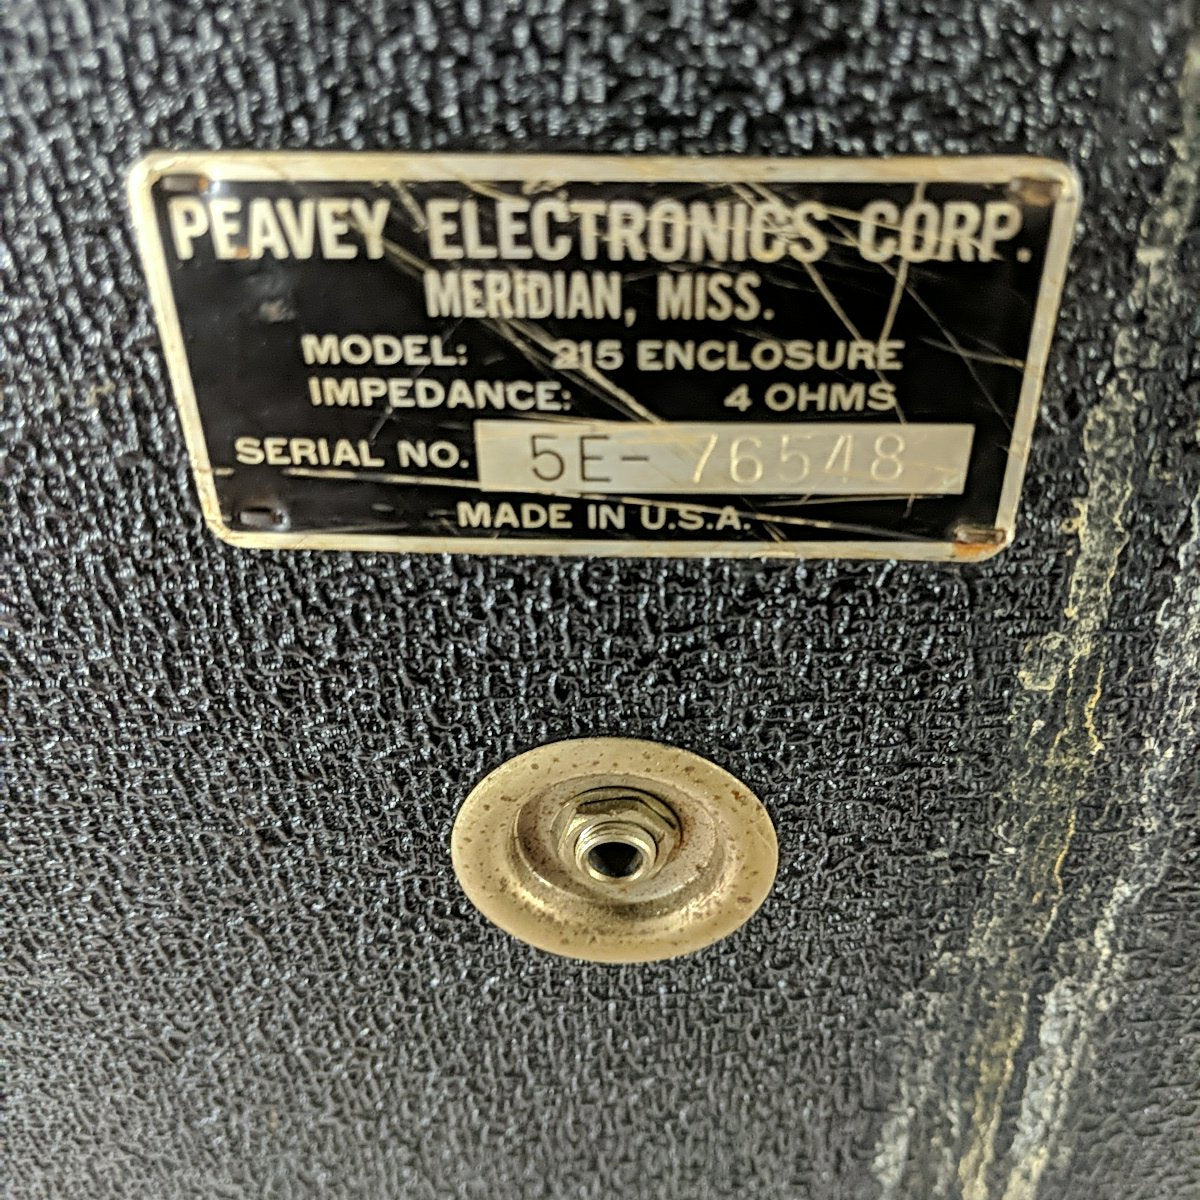 PEAVEY ELECTRONICS CORP.
MERIDIAN, MISS.
MODEL: 215 ENCLOSURE
IMPEDANCE: 4 OHMS
SERIAL NO. 5E-76548
MADE IN U.S.A.